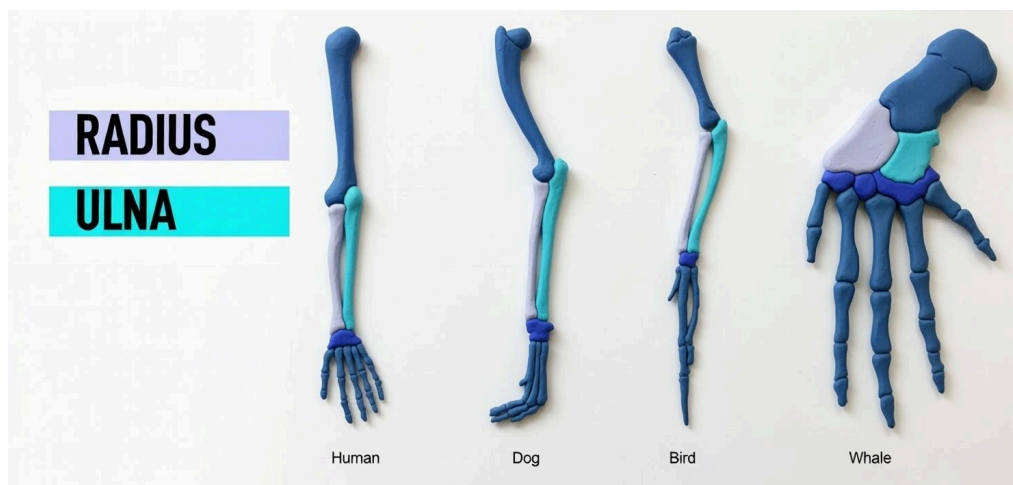 RADIUS
ULNA
Human
Dog
Bird
Whale